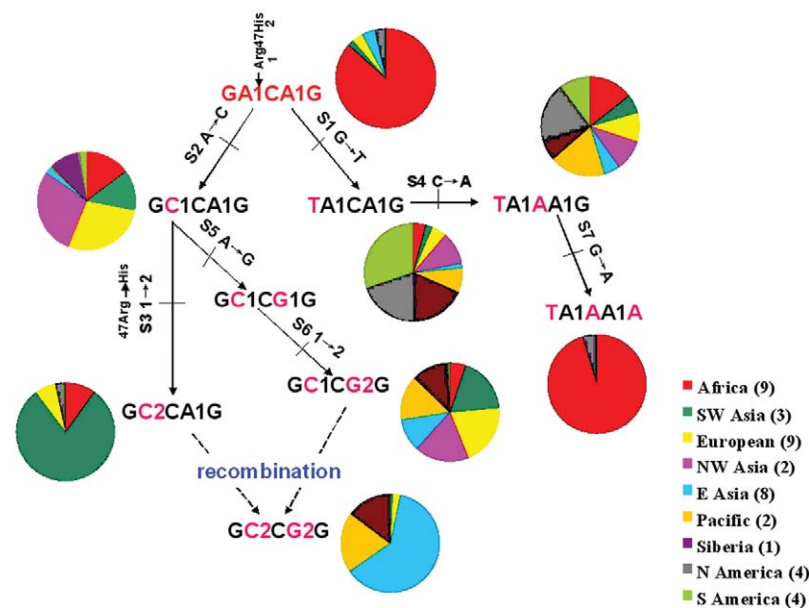 Arg47His
1 2
GA1CA1G
S2 A→C
S1 G→T
GC1CA1G
TA1CA1G
S4 C→A
TA1AA1G
S5 A→G
S7 G→A
47Arg→His
S3 1→2
GC1CG1G
S6 1→2
TA1AA1A
GC2CA1G
GC1CG2G
recombination
GC2CG2G
Africa (9)
SW Asia (3)
European (9)
NW Asia (2)
E Asia (8)
Pacific (2)
Siberia (1)
N America (4)
S America (4)